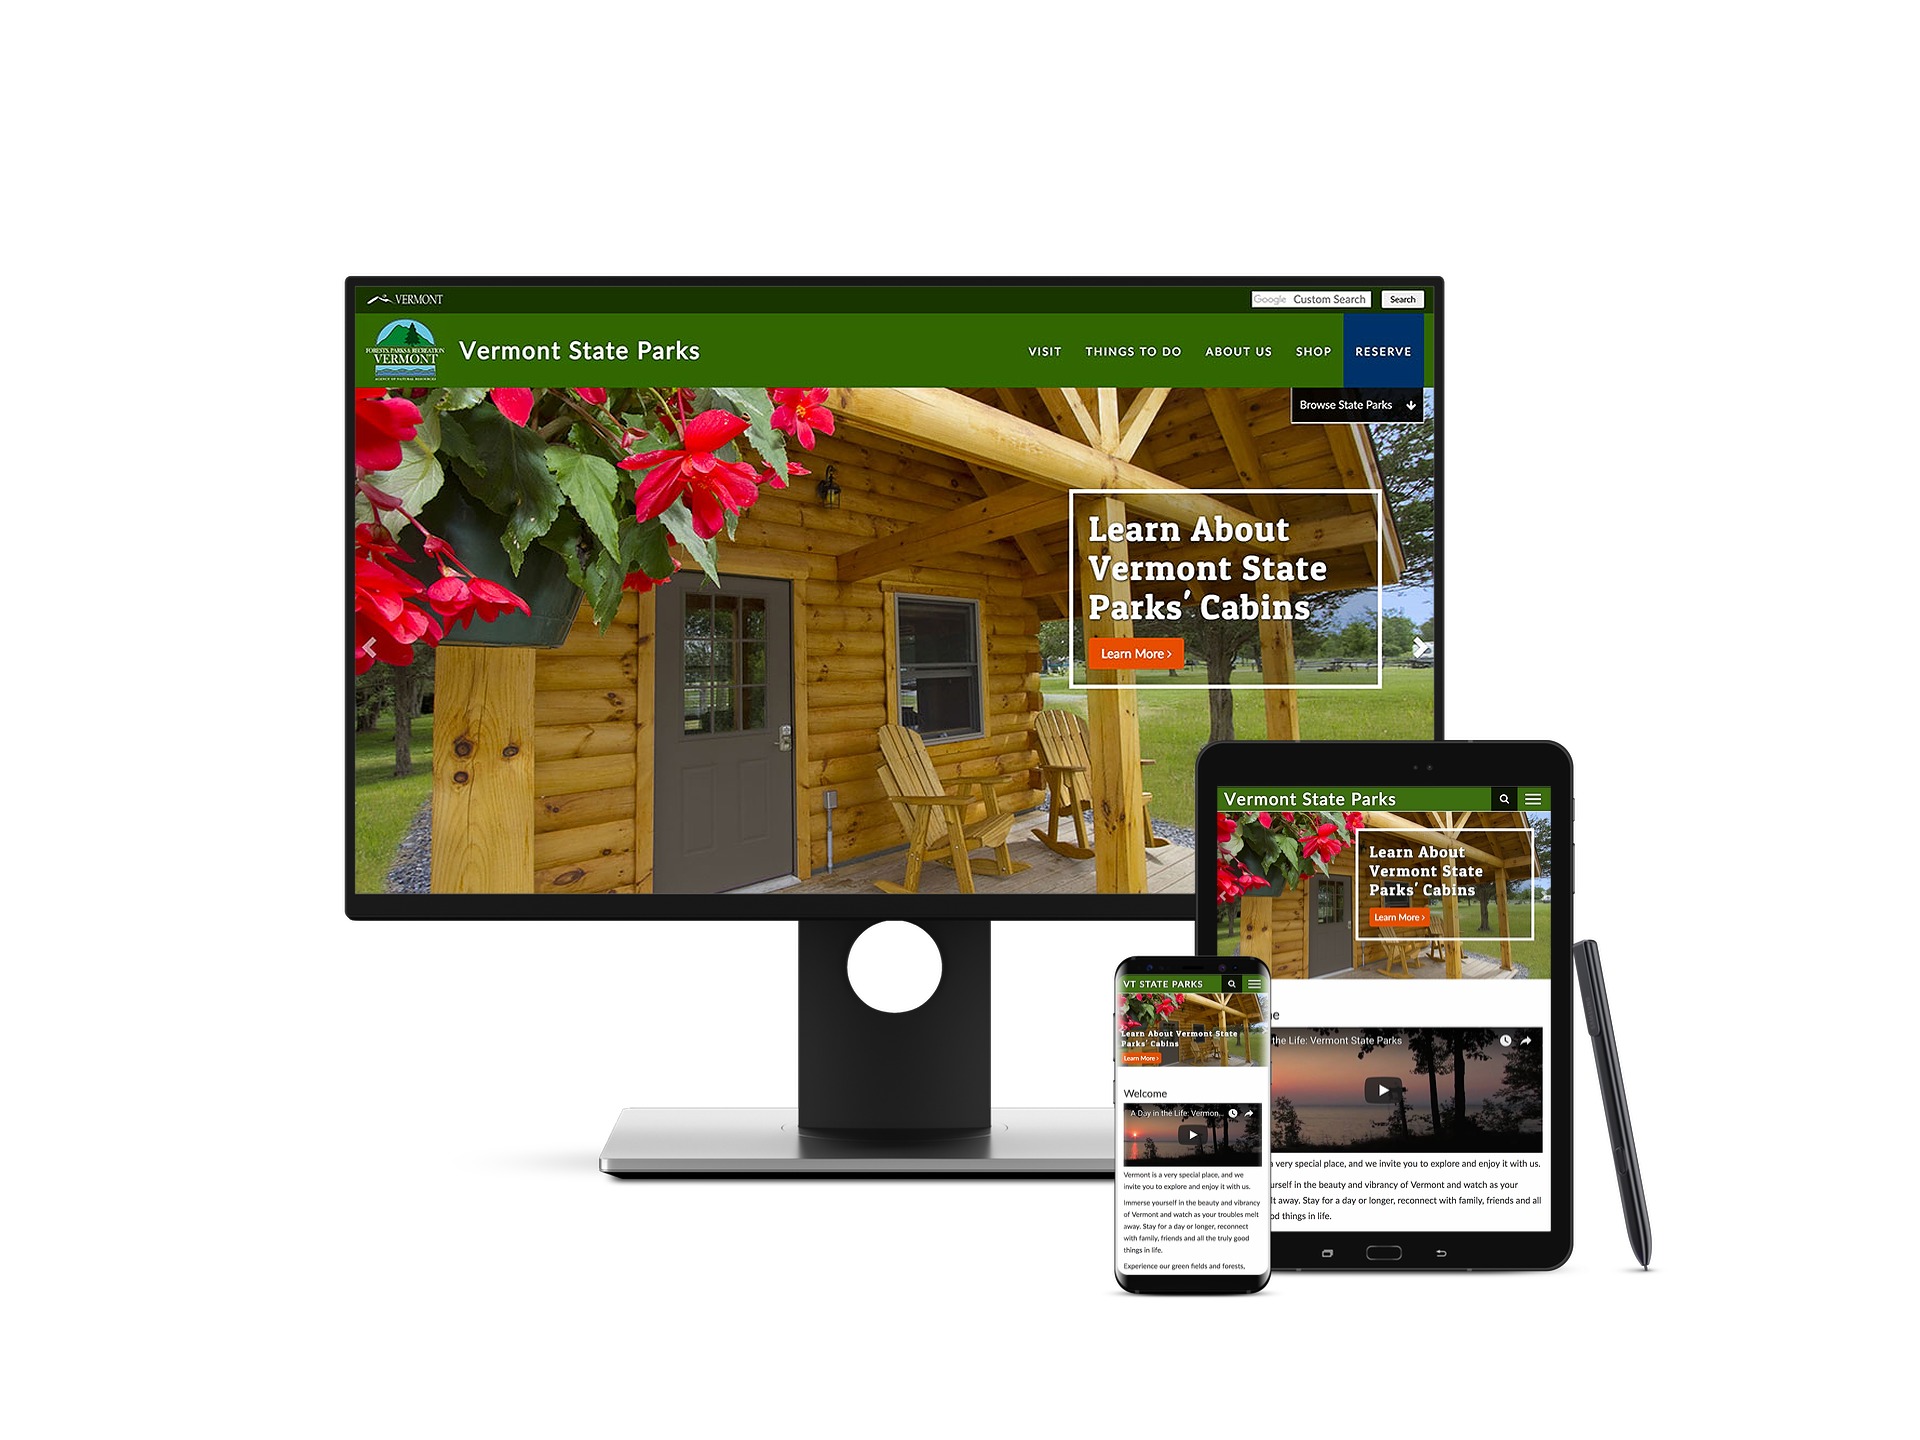 VERMONT
Google Custom Search
Search
FORESTS, PARKS & RECREATION
VERMONT
AGENCY OF NATURAL RESOURCES
Vermont State Parks
VISIT
THINGS TO DO
ABOUT US
SHOP
RESERVE
Browse State Parks
Learn About
Vermont State
Parks' Cabins
Learn More ›
Vermont State Parks
Learn About
Vermont State
Parks' Cabins
Learn More ›
me
the Life: Vermont State Parks
a very special place, and we invite you to explore and enjoy it with us.
urself in the beauty and vibrancy of Vermont and watch as your
lt away. Stay for a day or longer, reconnect with family, friends and all
od things in life.
VT STATE PARKS
Learn About Vermont State
Parks' Cabins
Learn More ›
Welcome
A Day in the Life: Vermon...
Vermont is a very special place, and we
invite you to explore and enjoy it with us.
Immerse yourself in the beauty and vibrancy
of Vermont and watch as your troubles melt
away. Stay for a day or longer, reconnect
with family, friends and all the truly good
things in life.
Experience our green fields and forests,